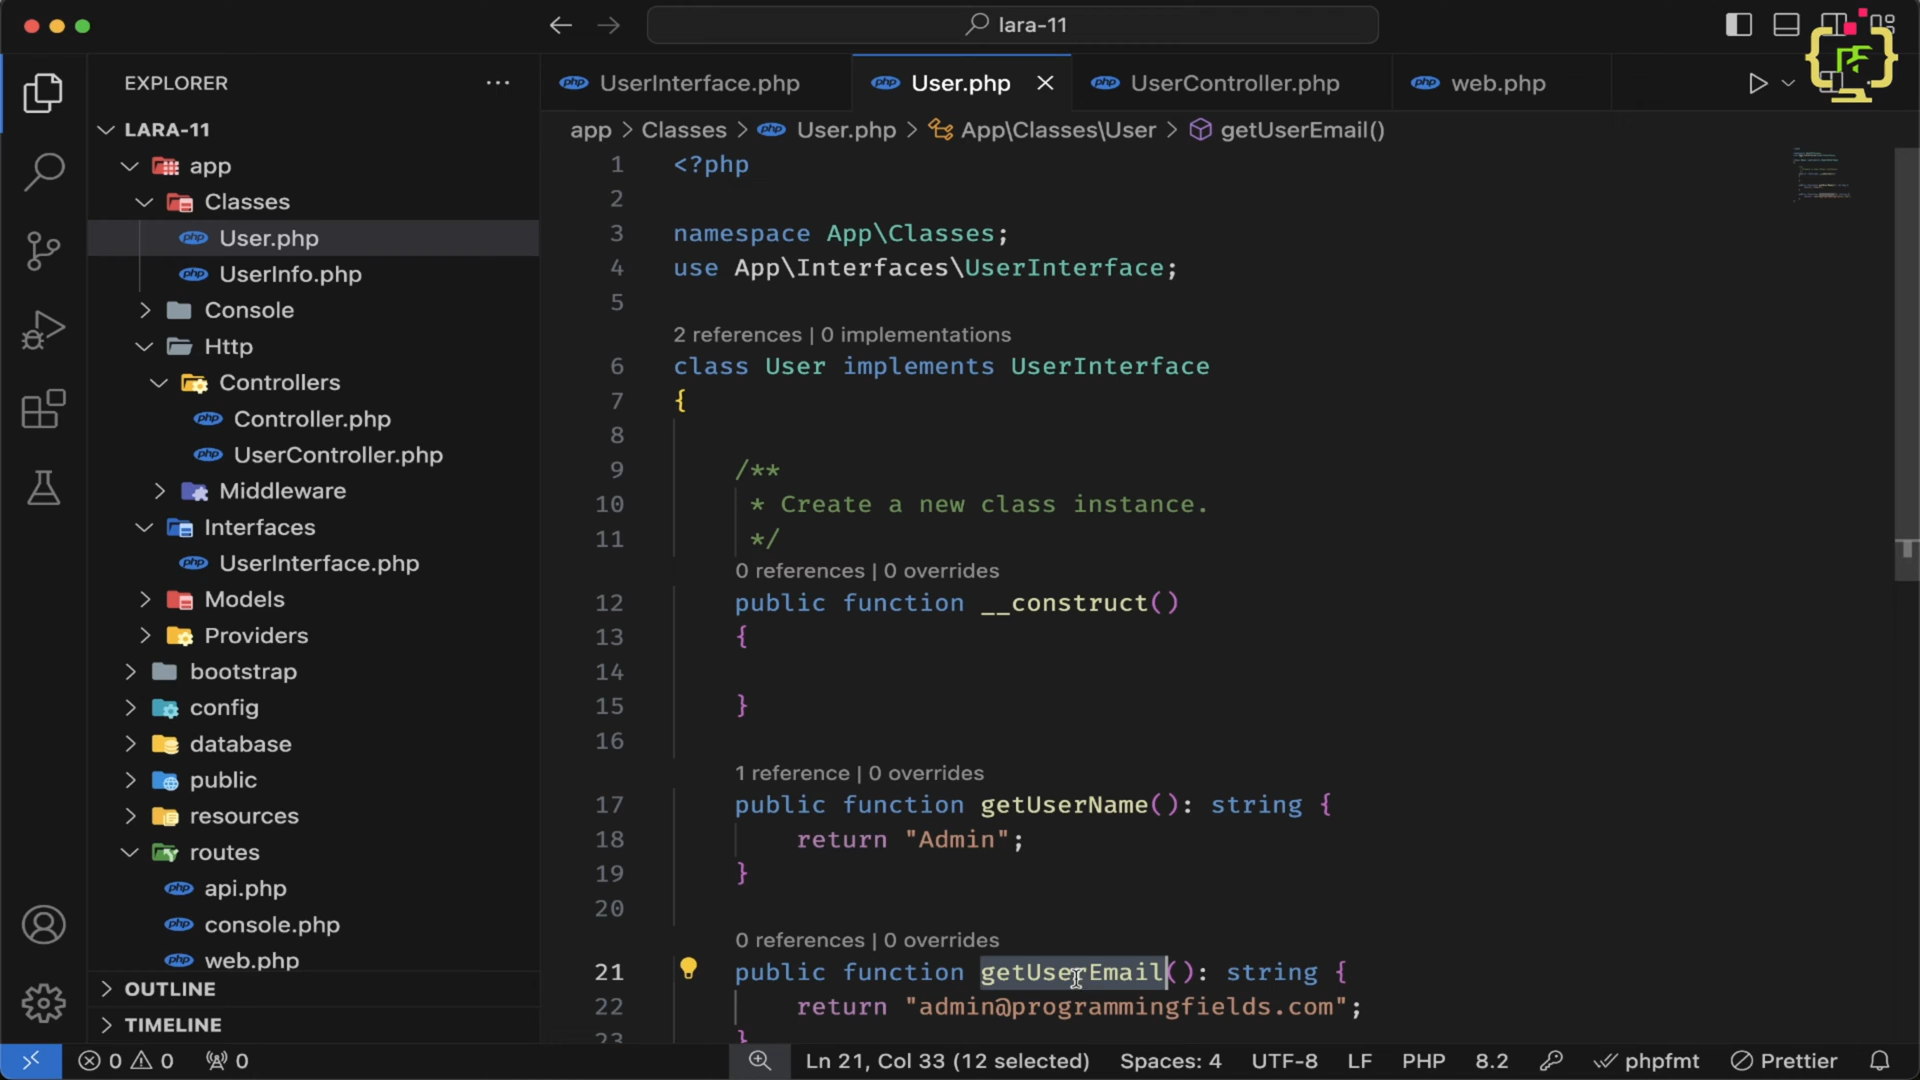 lara-11
EXPLORER
LARA-11
app
Classes
User.php
UserInfo.php
Console
Http
Controllers
Controller.php
UserController.php
Middleware
Interfaces
UserInterface.php
Models
Providers
bootstrap
config
database
public
resources
routes
api.php
console.php
web.php
OUTLINE
TIMELINE
UserInterface.php User.php UserController.php web.php
app > Classes > User.php > App\Classes\User > getUserEmail()
1 <?php
2
3 namespace App\Classes;
4 use App\Interfaces\UserInterface;
5
2 references | 0 implementations
6 class User implements UserInterface
7 {
8
9 /**
10 * Create a new class instance.
11 */
0 references | 0 overrides
12 public function __construct()
13 {
14
15 }
16
1 reference | 0 overrides
17 public function getUserName(): string {
18 return "Admin";
19 }
20
0 references | 0 overrides
21 public function getUserEmail(): string {
22 return "admin@programmingfields.com";
23 }
0 0 0 Ln 21, Col 33 (12 selected) Spaces: 4 UTF-8 LF PHP 8.2 phpfmt Prettier